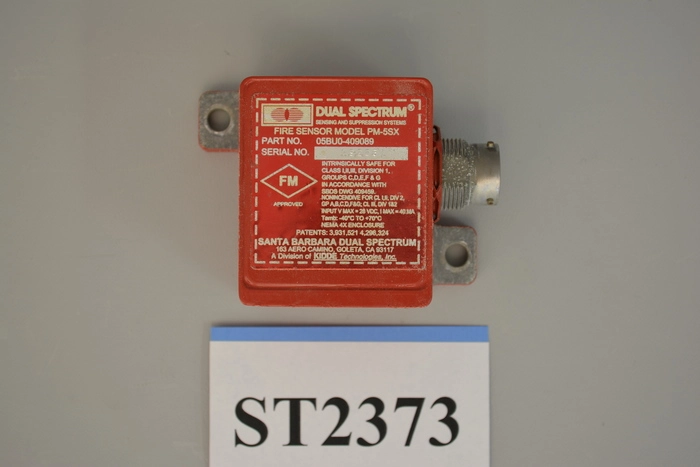 DUAL SPECTRUM®
SENSING AND SUPPRESSION SYSTEMS
FIRE SENSOR MODEL PM-5SX
PART NO. 05BU0-409089
SERIAL NO.
INTRINSICALLY SAFE FOR
CLASS I,II,III, DIVISION 1,
GROUPS C,D,E,F & G
IN ACCORDANCE WITH
SBDS DWG 409459.
NONINCENDIVE FOR CL I,II, DIV 2,
GP A,B,C,D,F&G; CL III, DIV 1&2
INPUT V MAX = 28 VDC, I MAX = 40 MA
Tamb: -40°C TO +70°C
NEMA 4X ENCLOSURE
FM
APPROVED
PATENTS: 3,931,521 4,296,324
SANTA BARBARA DUAL SPECTRUM
163 AERO CAMINO, GOLETA, CA 93117
A Division of KIDDE Technologies, Inc.
ST2373